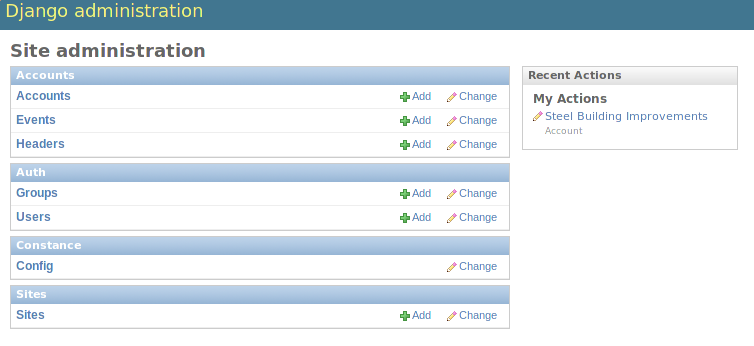 Django administration
Site administration
Accounts
Accounts Add Change
Events Add Change
Headers Add Change
Auth
Groups Add Change
Users Add Change
Constance
Config Change
Sites
Sites Add Change
Recent Actions
My Actions
Steel Building Improvements
Account